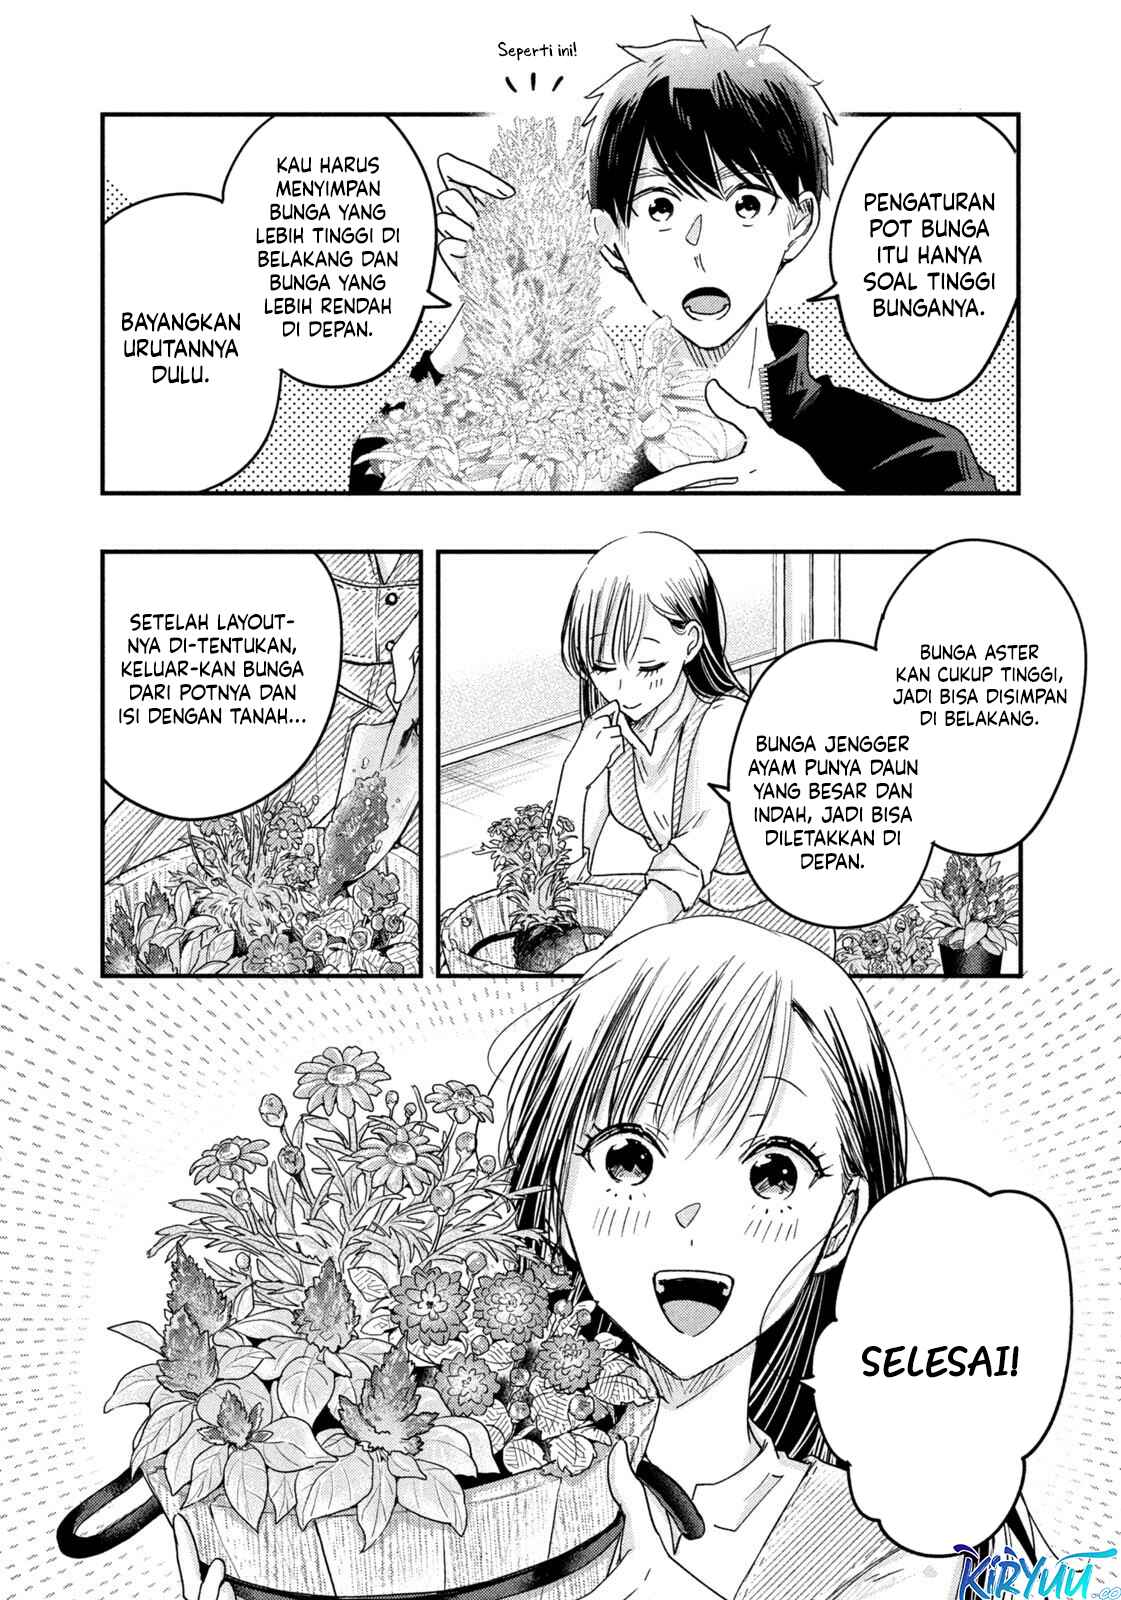 Seperti ini!
PENGATURAN
POT BUNGA
ITU HANYA
SOAL TINGGI
BUNGANYA.
KAU HARUS
MENYIMPAN
BUNGA YANG
LEBIH TINGGI DI
BELAKANG DAN
BUNGA YANG
LEBIH RENDAH
DI DEPAN.
BAYANGKAN
URUTANNYA
DULU.
BUNGA ASTER
KAN CUKUP TINGGI,
JADI BISA DISIMPAN
DI BELAKANG.
BUNGA JENGGER
AYAM PUNYA DAUN
YANG BESAR DAN
INDAH, JADI BISA
DILETAKKAN DI
DEPAN.
SETELAH LAYOUT-
NYA DI-TENTUKAN,
KELUAR-KAN BUNGA
DARI POTNYA DAN
ISI DENGAN TANAH...
SELESAI!
KIRYUU.CO